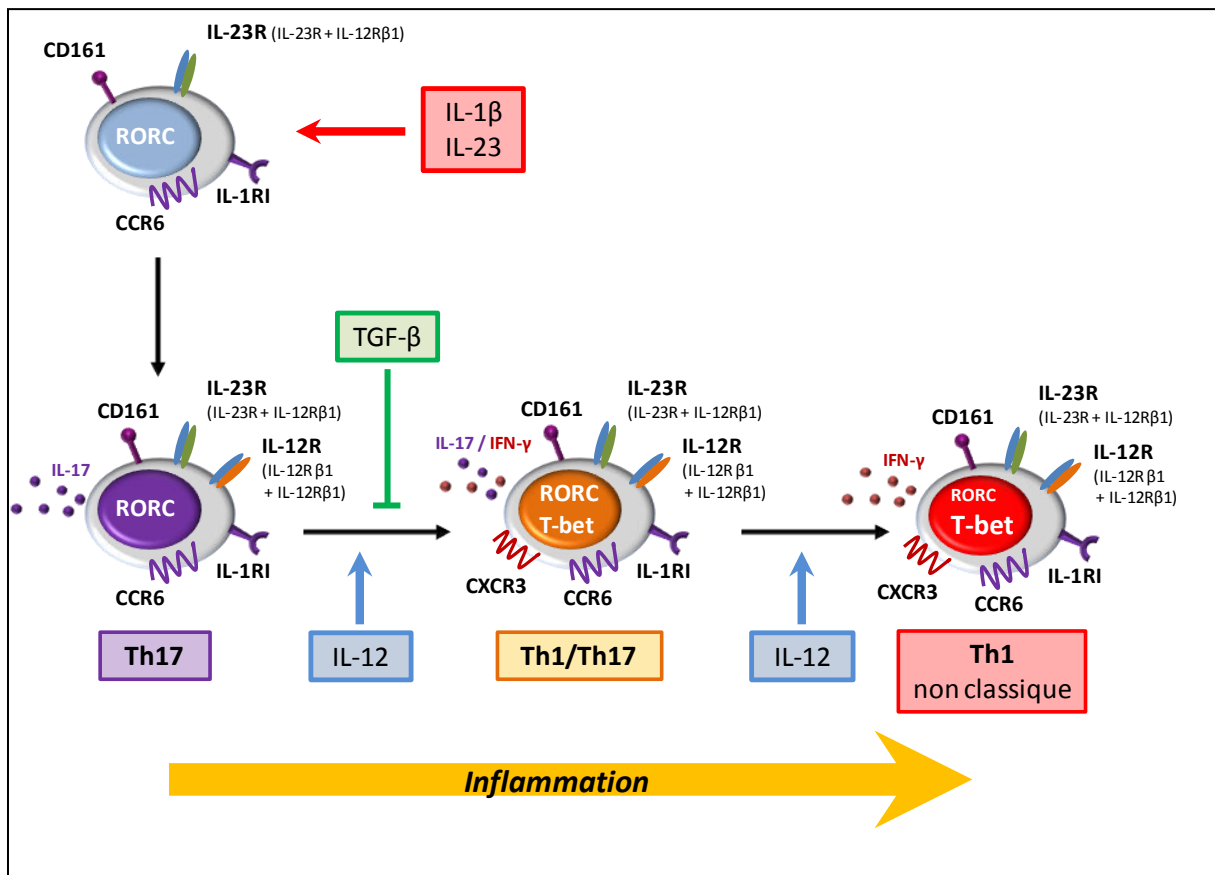 IL-23R (IL-23R + IL-12Rβ1)
CD161
RORC
IL-1RI
CCR6
IL-1β
IL-23
TGF-β
IL-23R
(IL-23R + IL-12Rβ1)
CD161
IL-12R
(IL-12R β1
+ IL-12Rβ1)
IL-17
RORC
IL-1RI
CCR6
Th17
IL-12
IL-23R
(IL-23R + IL-12Rβ1)
CD161
IL-12R
(IL-12R β1
+ IL-12Rβ1)
IL-17 / IFN-γ
RORC
T-bet
IL-1RI
CXCR3
CCR6
Th1/Th17
IL-12
IL-23R
(IL-23R + IL-12Rβ1)
CD161
IL-12R
(IL-12R β1
+ IL-12Rβ1)
IFN-γ
RORC
T-bet
IL-1RI
CXCR3
CCR6
Th1
non classique
Inflammation